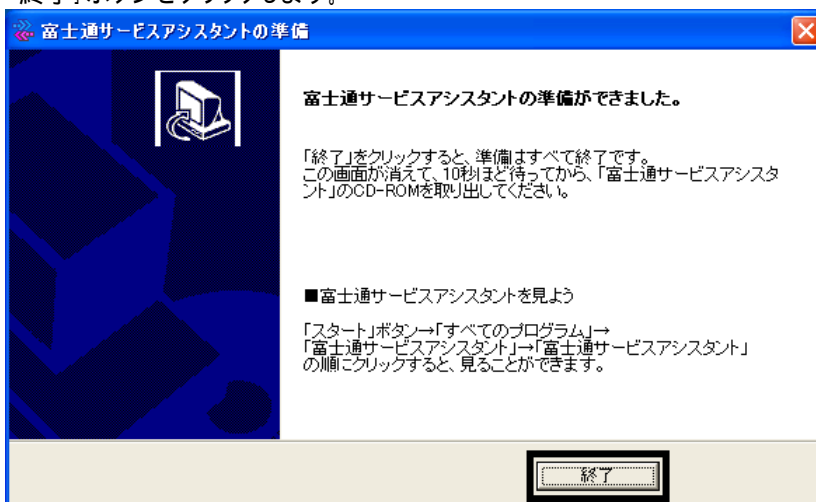 終了」ボタンをクリックします。
富士通サービスアシスタントの準備
富士通サービスアシスタントの準備ができました。
「終了」をクリックすると、準備はすべて終了です。
この画面が消えて、10秒ほど待ってから、「富士通サービスアシスタ
ント」のCD-ROMを取り出してください。
■富士通サービスアシスタントを見よう
「スタート」ボタン→「すべてのプログラム」→
「富士通サービスアシスタント」→「富士通サービスアシスタント」
の順にクリックすると、見ることができます。
終了